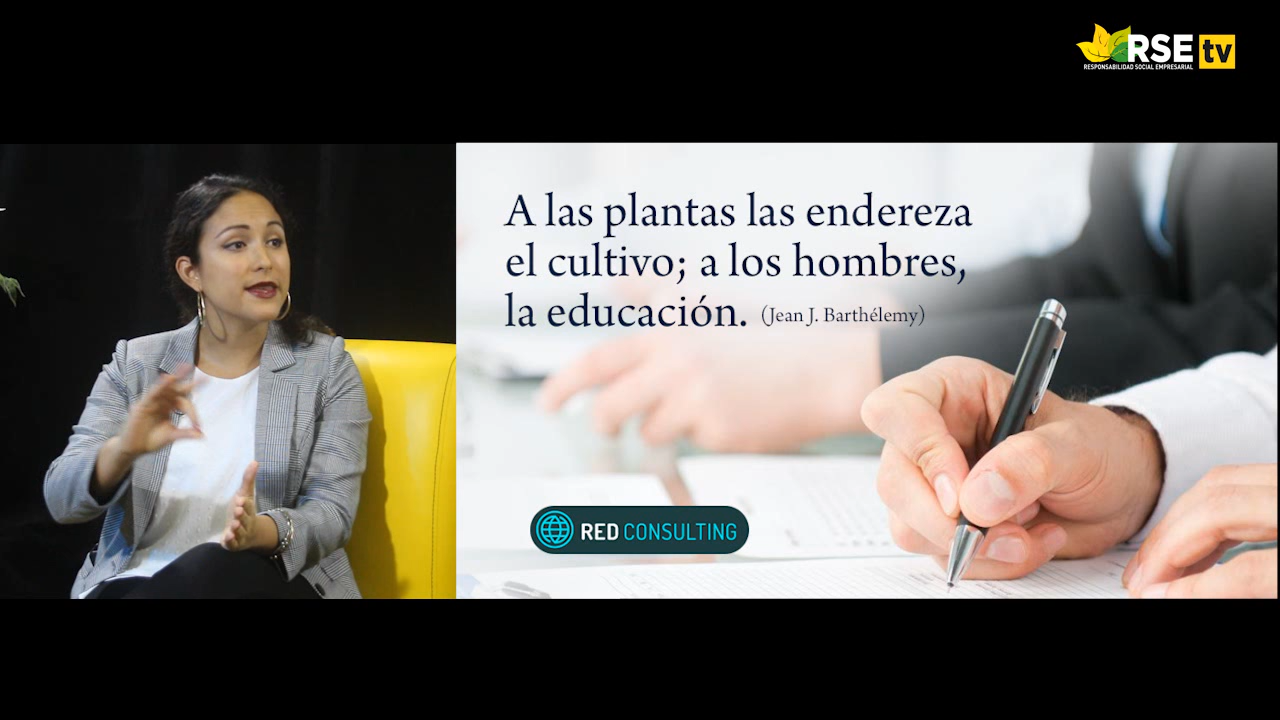 RSE tv
RESPONSABILIDAD SOCIAL EMPRESARIAL
A las plantas las endereza
el cultivo; a los hombres,
la educación. (Jean J. Barthélemy)
RED CONSULTING